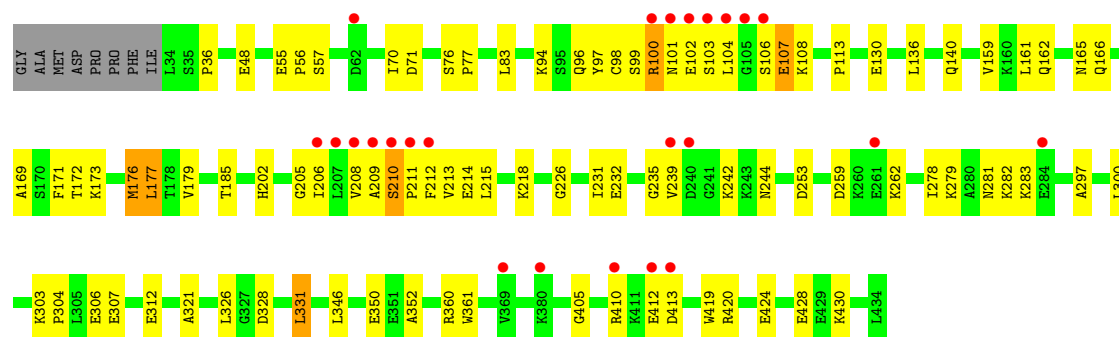 GLY ALA MET ASP PRO PRO PHE ILE L34 S35 P36 E48 E55 P56 S57 D62 I70 D71 S76 P77 L83 K94 S95 Q96 Y97 C98 S99 R100 N101 E102 S103 L104 G105 S106 E107 K108 P113 E130 L136 Q140 V159 K160 L161 Q162 N165 Q166
A169 S170 F171 T172 K173 M176 L177 T178 V179 T185 H202 G205 I206 L207 V208 A209 S210 P211 F212 V213 E214 L215 K218 G226 I231 E232 G235 V239 D240 G241 K242 K243 N244 D253 D259 K260 E261 K262 I278 K279 A280 N281 K282 K283 E284 A297 L300
K303 P304 L305 E306 E307 E312 A321 L326 G327 D328 L331 L346 E350 E351 A352 R360 W361 V369 K380 G405 R410 K411 E412 D413 W419 R420 E424 E428 E429 K430 L434